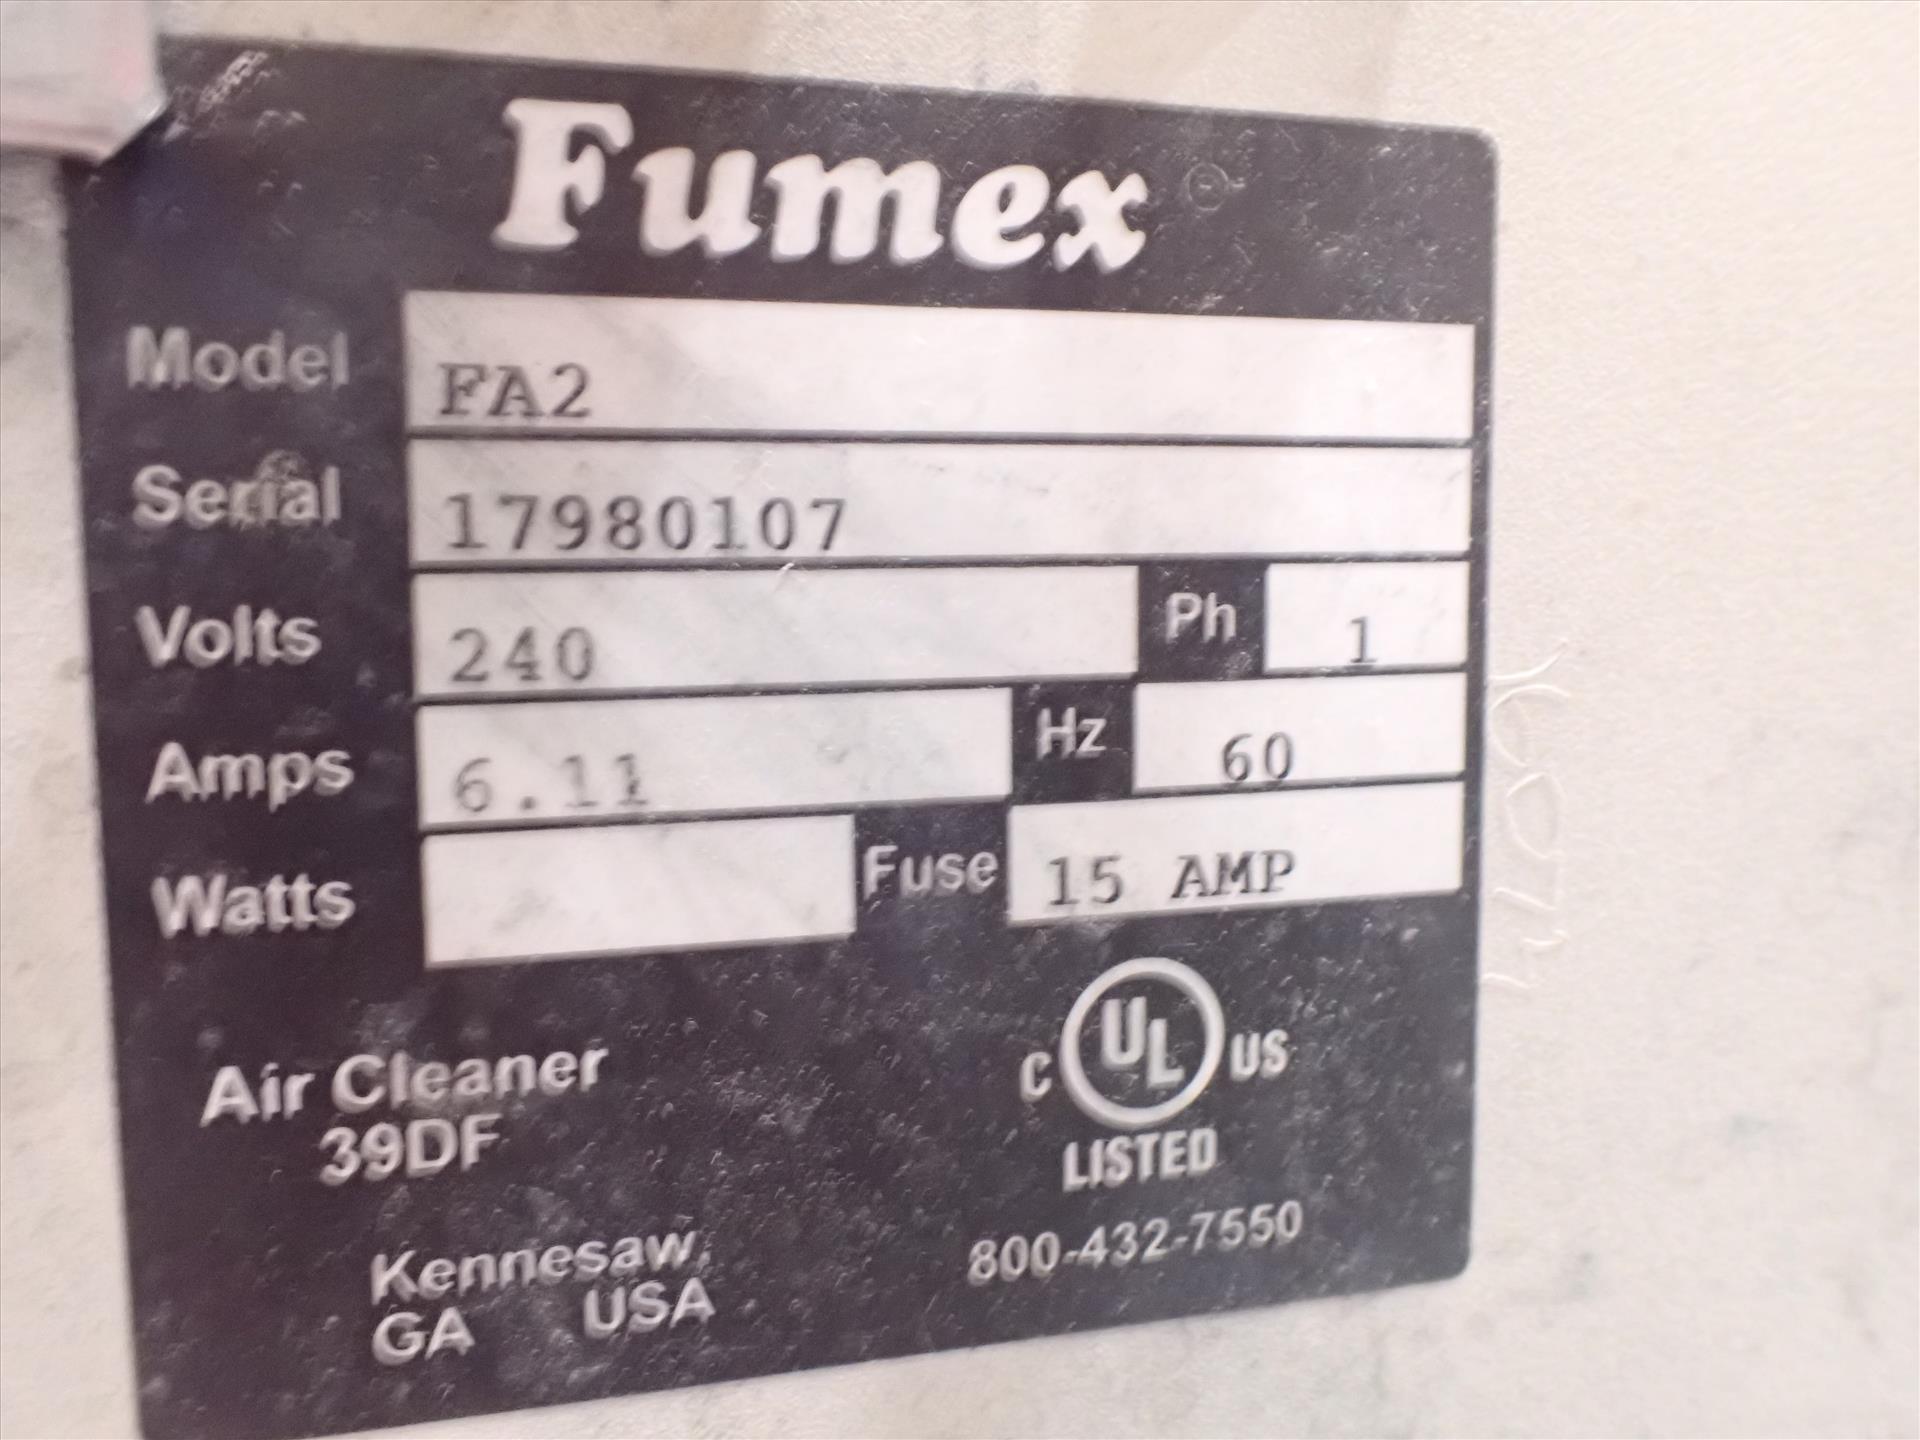 Fumex
Model FA2
Serial 17980107
Volts 240 Ph 1
Amps 6.11 Hz 60
Watts Fuse 15 AMP
Air Cleaner
39DF
C UL US
LISTED
Kennesaw,
GA USA
800-432-7550